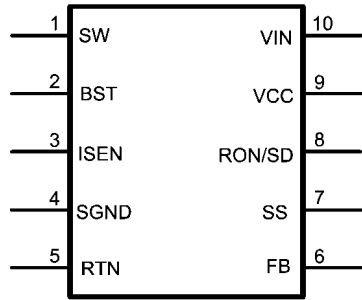 1 SW VIN 10
2 BST VCC 9
3 ISEN RON/SD 8
4 SGND SS 7
5 RTN FB 6